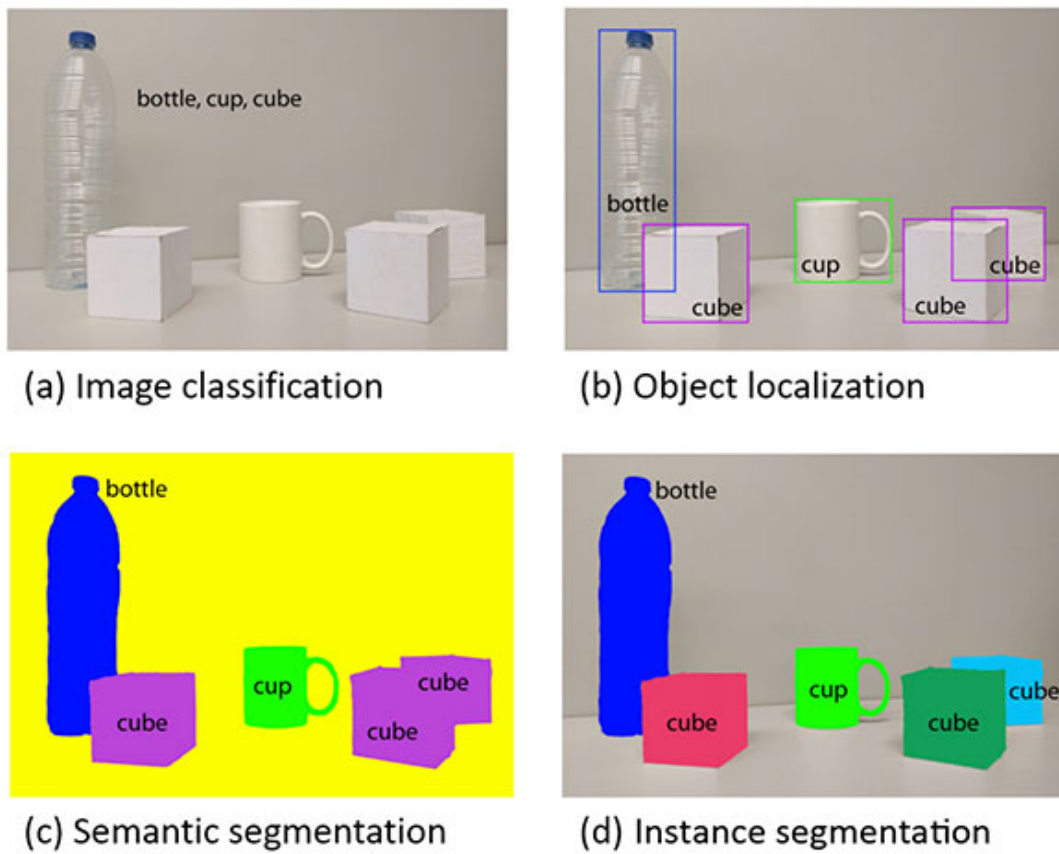 bottle, cup, cube
(a) Image classification
bottle
cup
cube
cube
cube
(b) Object localization
bottle
cup
cube
cube
cube
(c) Semantic segmentation
bottle
cup
cube
cube
cube
(d) Instance segmentation